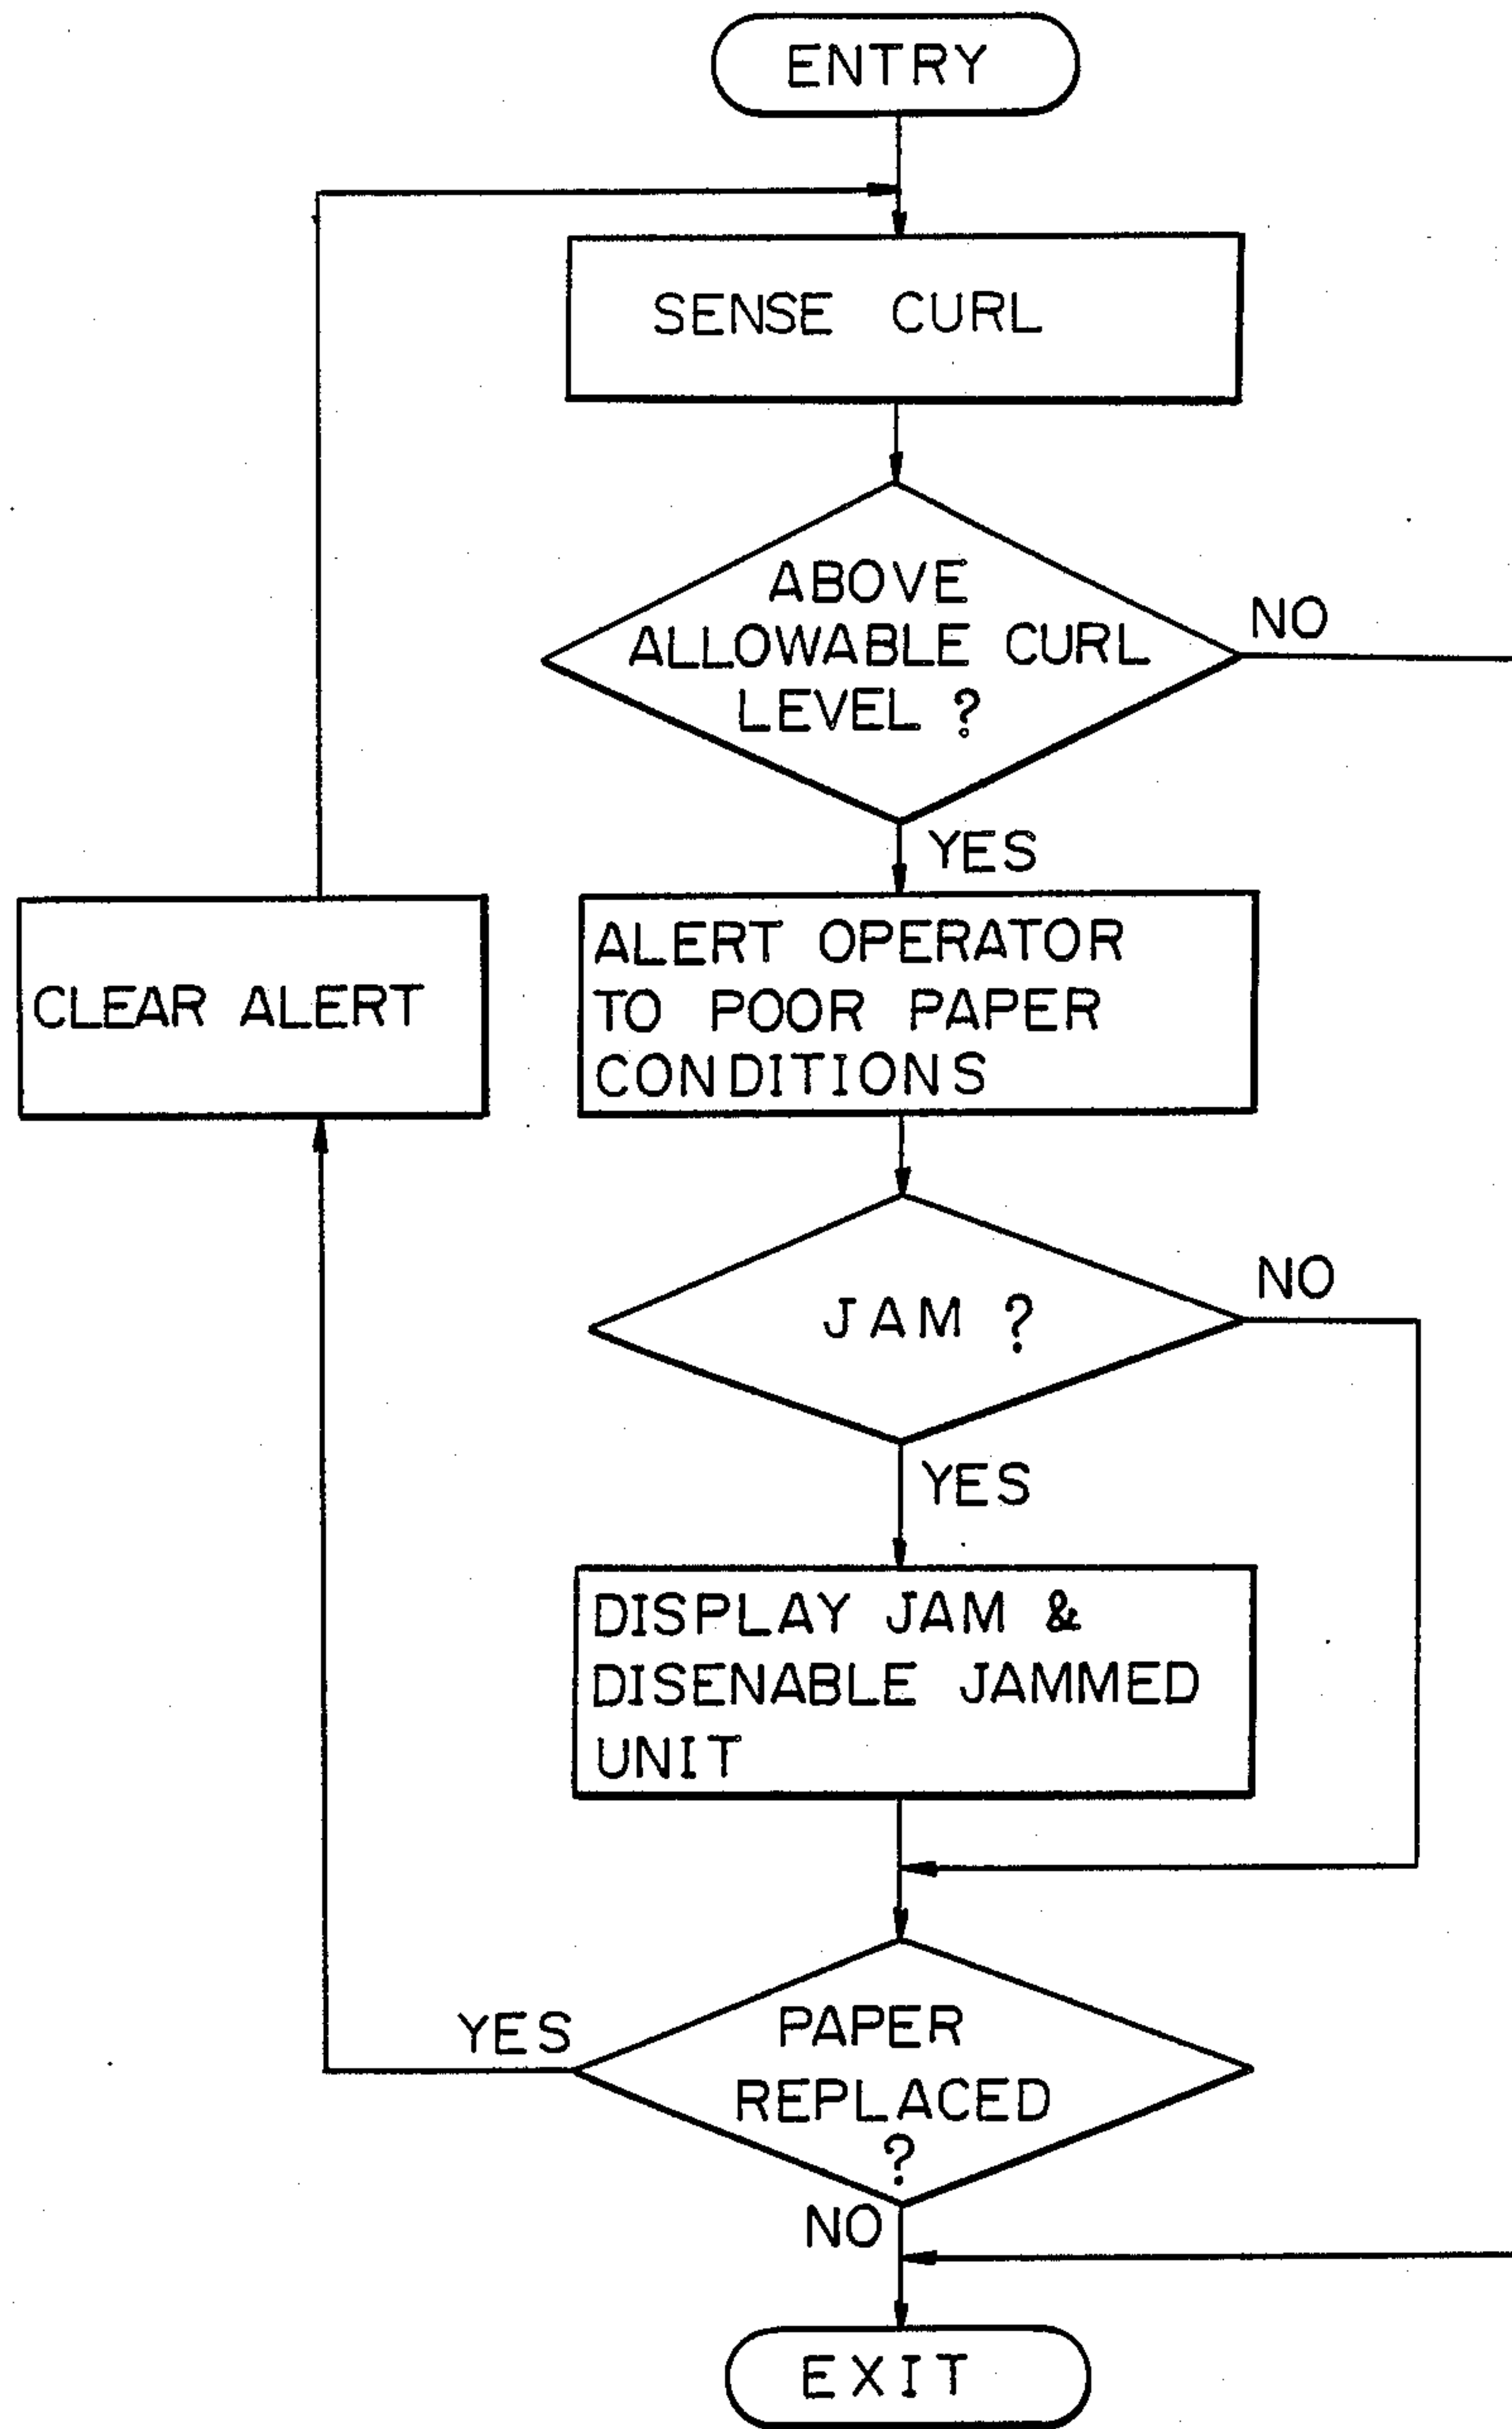 ENTRY
SENSE CURL
ABOVE
ALLOWABLE CURL
LEVEL ?
NO
YES
ALERT OPERATOR
TO POOR PAPER
CONDITIONS
CLEAR ALERT
JAM ?
NO
YES
DISPLAY JAM &
DISENABLE JAMMED
UNIT
PAPER
REPLACED
?
YES
NO
EXIT